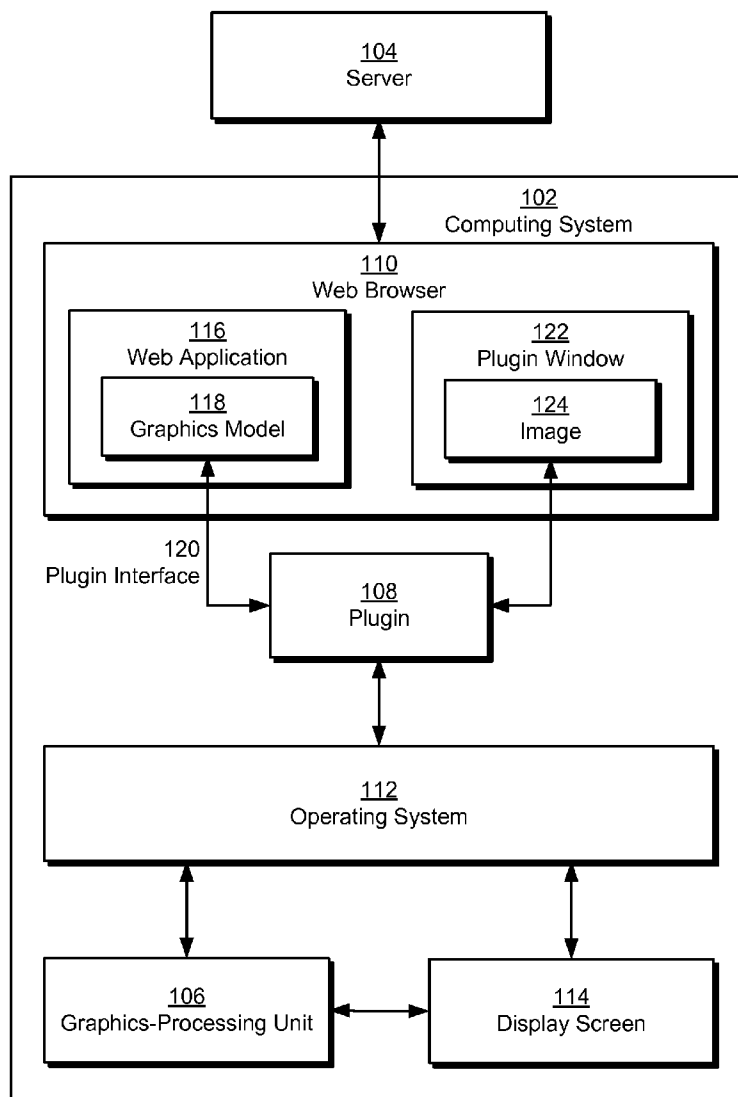 104
Server
102
Computing System
110
Web Browser
116
Web Application
118
Graphics Model
122
Plugin Window
124
Image
120
Plugin Interface
108
Plugin
112
Operating System
106
Graphics-Processing Unit
114
Display Screen